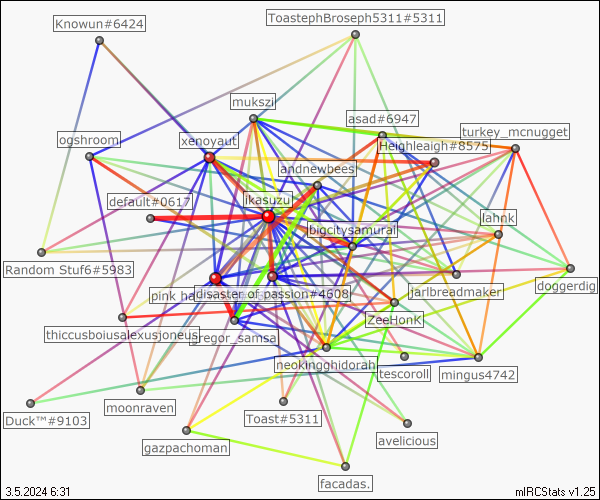 ToastephBroseph5311#5311
Knowun#6424
mukszi
asad#6947
turkey_mcnugget
ogshroom
xenoyaut
Heighleaigh#8575
andnewbees
default#0617
ikasuzu
lahnk
bigcitysamurai
Random Stuf6#5983
doggerdig
pink ha
disaster of passion#4608
jarlbreadmaker
thiccusboiusalexusjoneus
gregor_samsa
ZeeHonK
neokingghidorah
tescoroll
mingus4742
moonraven
Duck™#9103
Toast#5311
gazpachoman
avelicious
facadas.
3.5.2024 6:31
mIRCStats v1.25